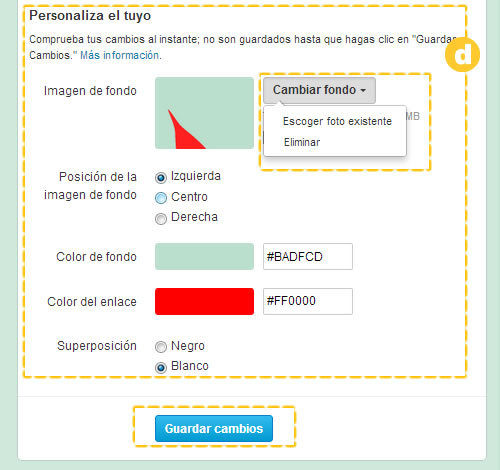 Personaliza el tuyo
Comprueba tus cambios al instante; no son guardados hasta que hagas clic en "Guardar
Cambios." Más información.
d
Imagen de fondo
Cambiar fondo
MB
Escoger foto existente
Eliminar
Posición de la
imagen de fondo
Izquierda
Centro
Derecha
Color de fondo
#BADFCD
Color del enlace
#FF0000
Superposición
Negro
Blanco
Guardar cambios